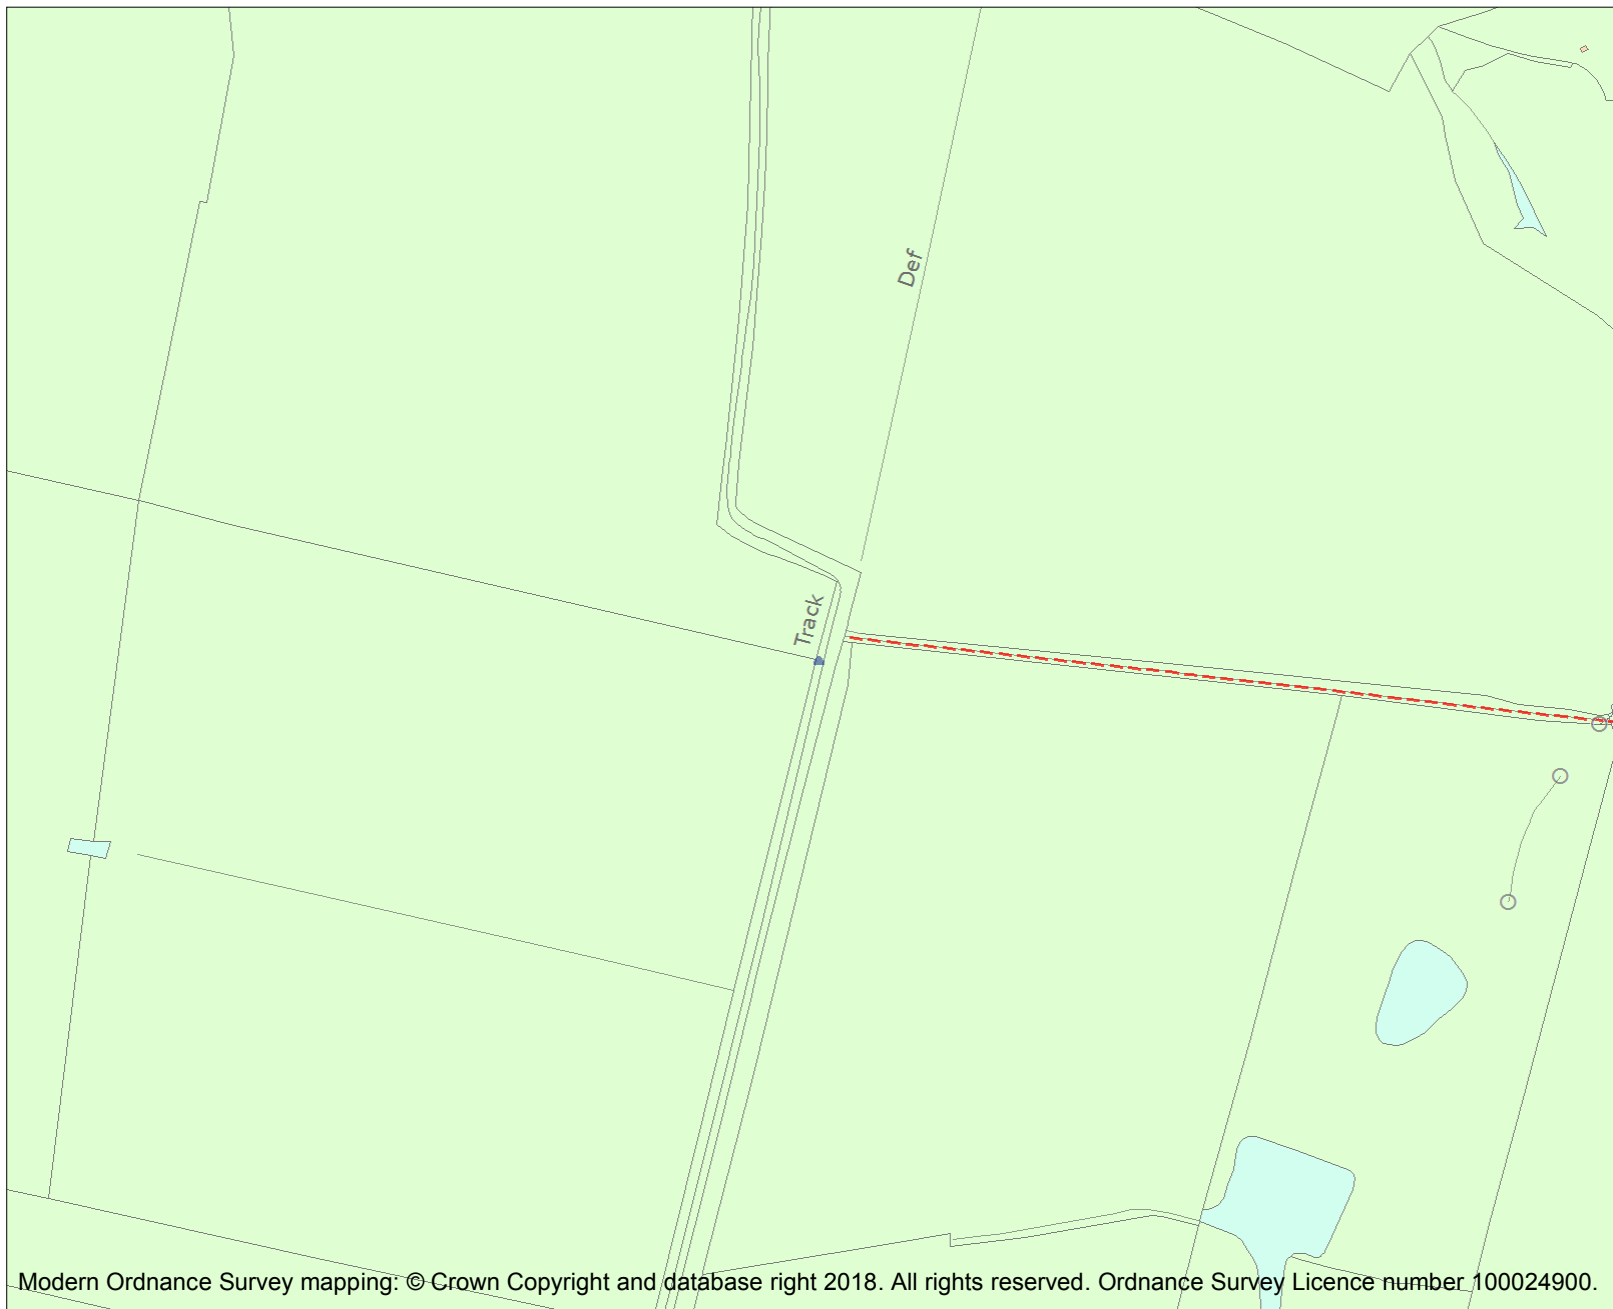 Def
Track
Modern Ordnance Survey mapping: © Crown Copyright and database right 2018. All rights reserved. Ordnance Survey Licence number 100024900.